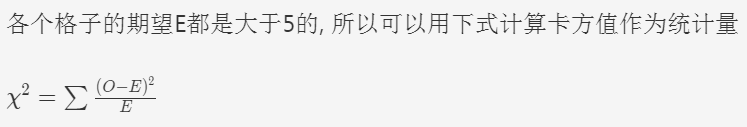 各个格子的期望E都是大于5的, 所以可以用下式计算卡方值作为统计量
χ² = ∑ (O−E)²/E